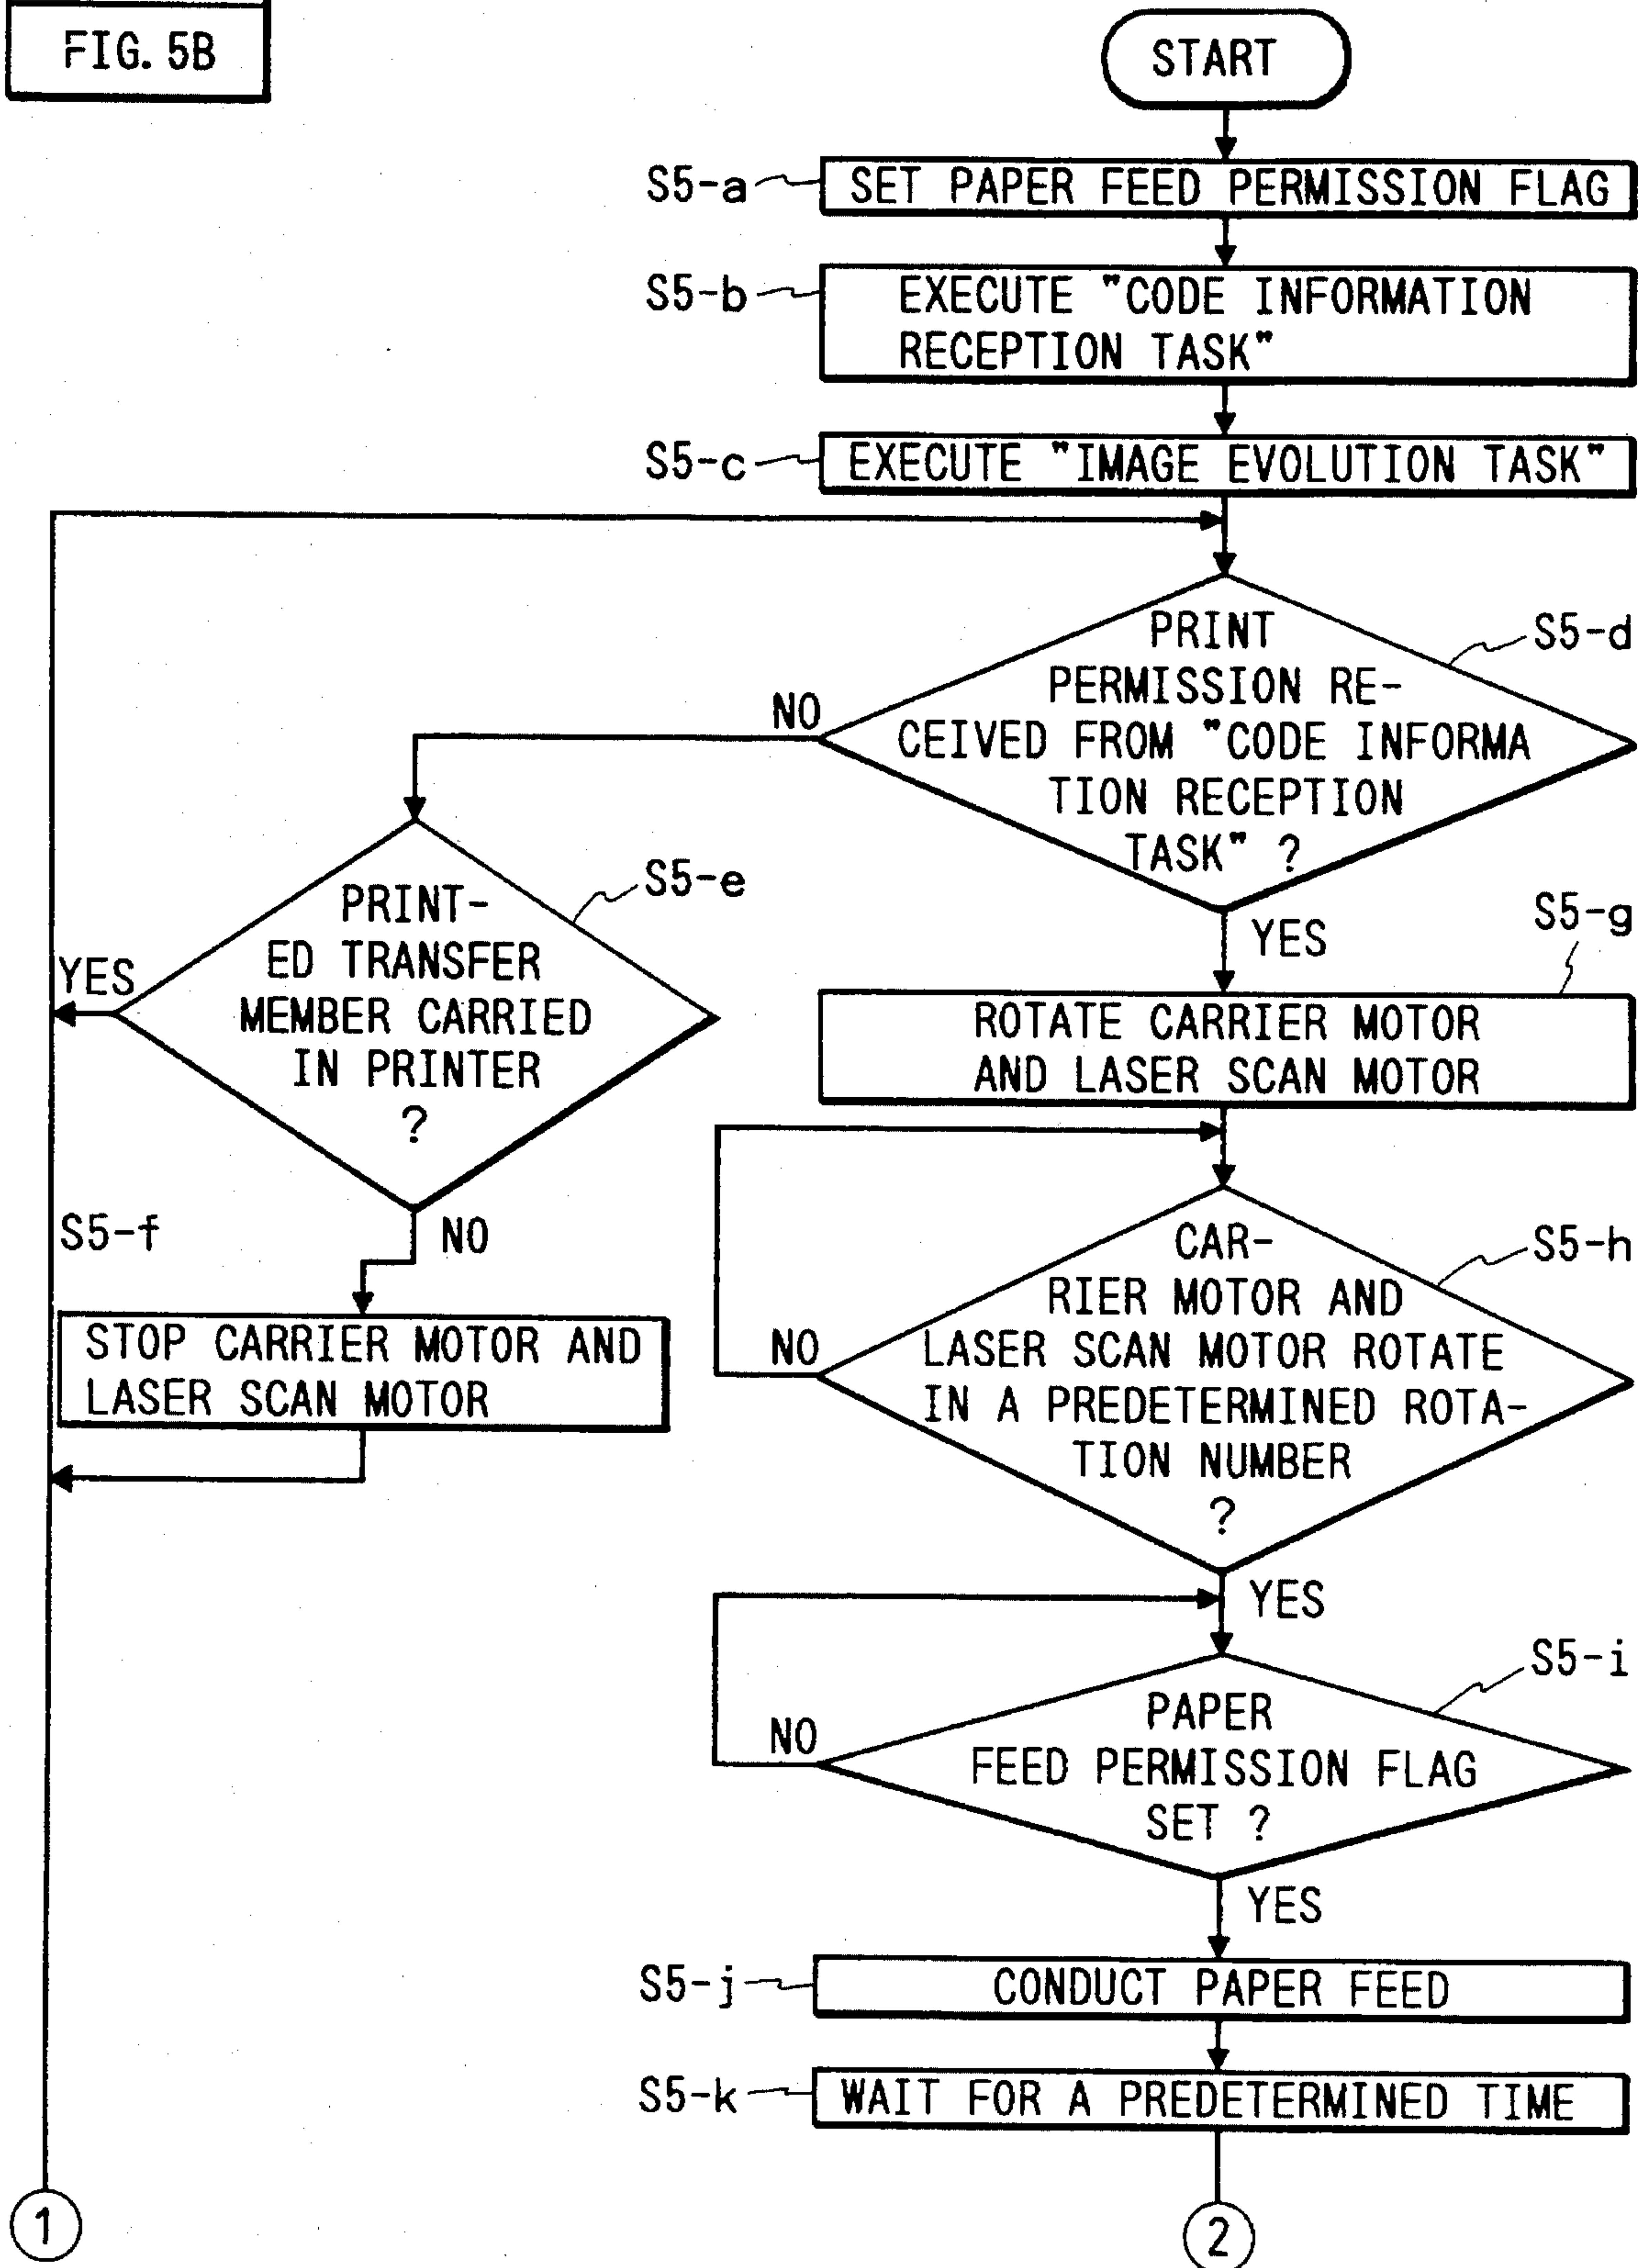 FIG. 5B
START
S5-a
SET PAPER FEED PERMISSION FLAG
S5-b
EXECUTE "CODE INFORMATION
RECEPTION TASK"
S5-c
EXECUTE "IMAGE EVOLUTION TASK"
S5-d
PRINT
PERMISSION RE-
CEIVED FROM "CODE INFORMA
TION RECEPTION
TASK" ?
NO
YES
S5-e
PRINT-
ED TRANSFER
MEMBER CARRIED
IN PRINTER
?
YES
NO
S5-f
STOP CARRIER MOTOR AND
LASER SCAN MOTOR
S5-g
ROTATE CARRIER MOTOR
AND LASER SCAN MOTOR
S5-h
CAR-
RIER MOTOR AND
LASER SCAN MOTOR ROTATE
IN A PREDETERMINED ROTA-
TION NUMBER
?
NO
YES
S5-i
PAPER
FEED PERMISSION FLAG
SET ?
NO
YES
S5-j
CONDUCT PAPER FEED
S5-k
WAIT FOR A PREDETERMINED TIME
1
2